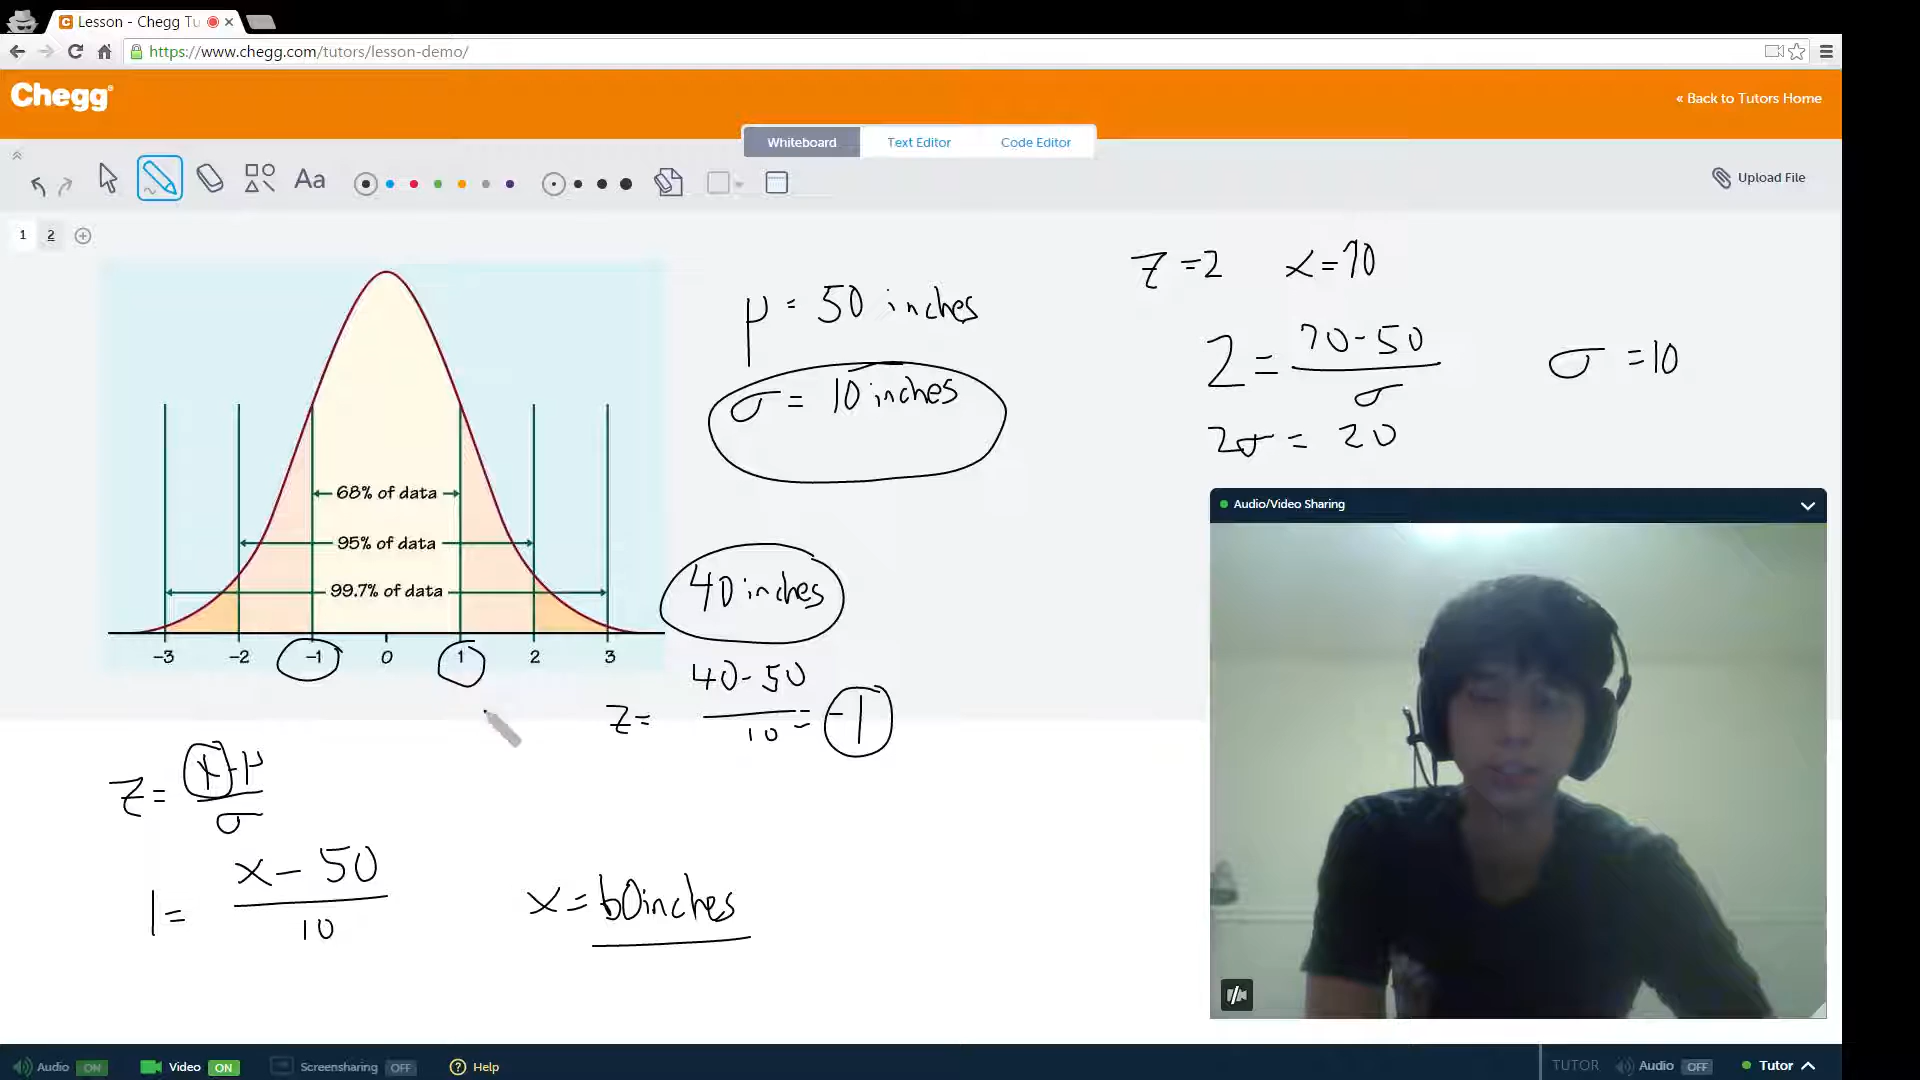 Lesson - Chegg Tu
https://www.chegg.com/tutors/lesson-demo/
Chegg
« Back to Tutors Home
Whiteboard Text Editor Code Editor
Aa
Upload File
1 2
z = 2 x = 70
μ = 50 inches
2 = 70 - 50 / σ
σ = 10
σ = 10 inches
2σ = 20
68% of data
95% of data
99.7% of data
-3 -2 -1 0 1 2 3
Audio/Video Sharing
40 inches
z = 40 - 50 / 10 = -1
z = x - μ / σ
1 = x - 50 / 10
x = 60 inches
Audio ON Video ON Screensharing OFF ? Help TUTOR Audio OFF Tutor